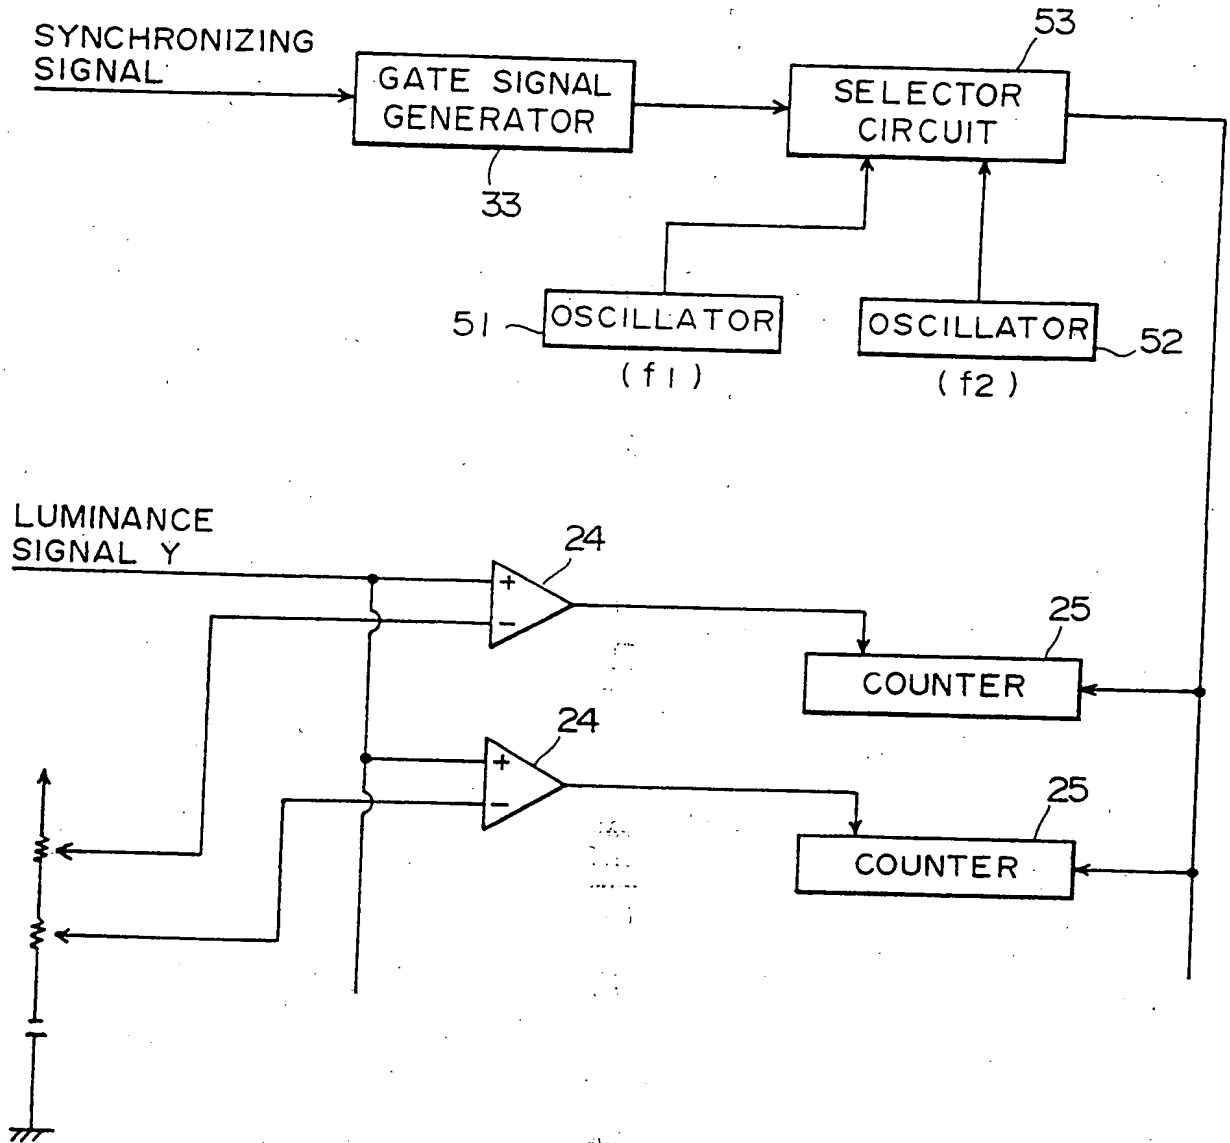 SYNCHRONIZING
SIGNAL
GATE SIGNAL
GENERATOR
33
53
SELECTOR
CIRCUIT
51
OSCILLATOR
(f1)
OSCILLATOR
52
(f2)
LUMINANCE
SIGNAL Y
24
+
−
25
COUNTER
24
+
−
25
COUNTER